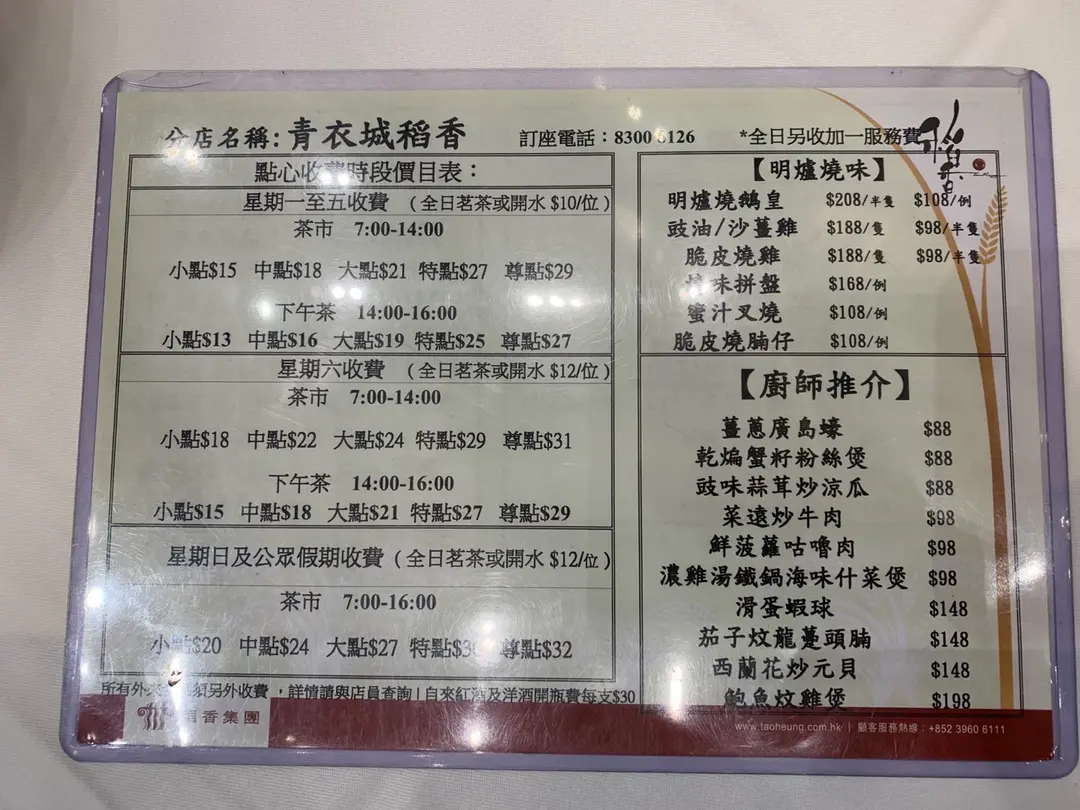 分店名稱: 青衣城稻香
訂座電話：8300 8126
*全日另收加一服務費
稻香
點心收費時段價目表：
星期一至五收費 （全日茗茶或開水 $10/位）
茶市 7:00-14:00
小點$15 中點$18 大點$21 特點$27 尊點$29
下午茶 14:00-16:00
小點$13 中點$16 大點$19 特點$25 尊點$27
星期六收費 （全日茗茶或開水 $12/位）
茶市 7:00-14:00
小點$18 中點$22 大點$24 特點$29 尊點$31
下午茶 14:00-16:00
小點$15 中點$18 大點$21 特點$27 尊點$29
星期日及公眾假期收費（全日茗茶或開水 $12/位）
茶市 7:00-16:00
小點$20 中點$24 大點$27 特點 尊點$32
所有外 須另外收費，詳情請與店員查詢 | 自來紅酒及洋酒開瓶費每支$30
稻香集團
【明爐燒味】
明爐燒鵝皇 $208/半隻 $108/例
豉油/沙薑雞 $188/隻 $98/半隻
脆皮燒雞 $188/隻 $98/半隻
燒味拼盤 $168/例
蜜汁叉燒 $108/例
脆皮燒腩仔 $108/例
【廚師推介】
薑蔥廣島蠔 $88
乾煸蟹籽粉絲煲 $88
豉味蒜茸炒涼瓜 $88
菜遠炒牛肉 $98
鮮菠蘿咕嚕肉 $98
濃雞湯鐵鍋海味什菜煲 $98
滑蛋蝦球 $148
茄子炆龍躉頭腩 $148
西蘭花炒元貝 $148
鮑魚炆雞煲 $198
www.taoheung.com.hk | 顧客服務熱線：+852 3960 6111